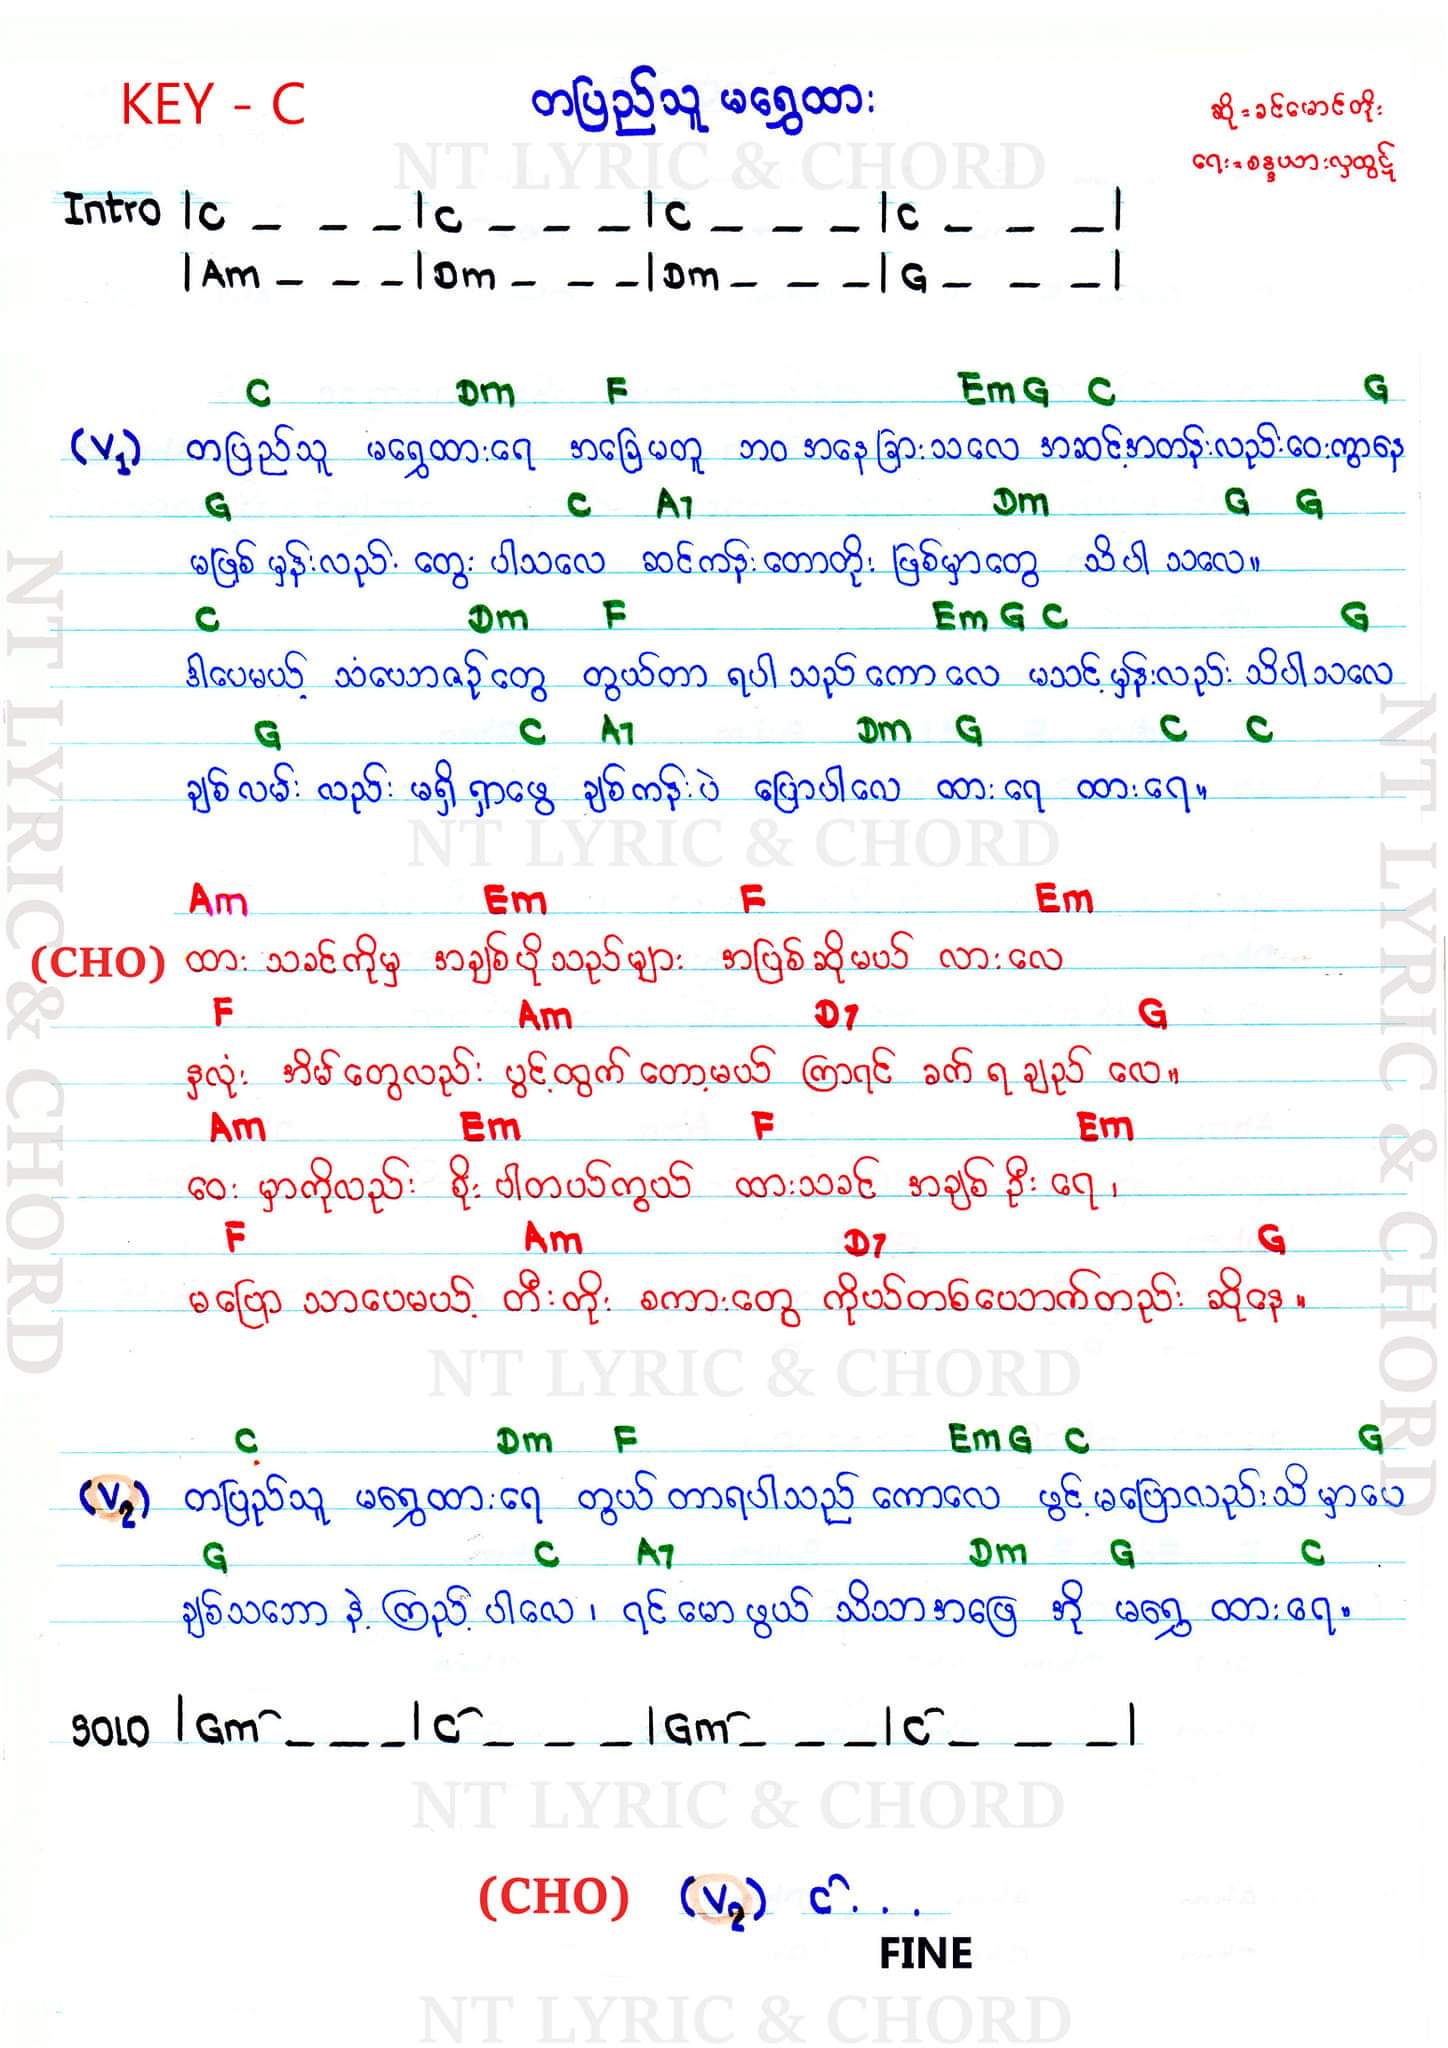 KEY - C
တပြည်သူ မရွှေထား
ဆို = ခင်မောင်တိုး
ရေး = စန္ဒယားလှထွဋ်
NT LYRIC & CHORD
Intro |C _ _ _ |C _ _ _ |C _ _ _ |C _ _ _ |
|Am _ _ _ |Dm _ _ _ |Dm _ _ _ |G _ _ _ |
C Dm F Em G C G
(V1) တပြည်သူ မရွှေထားရေ အခြေမတူ ဘဝ အနေခြားသလေ အဆင့်အတန်းလည်းဝေးကွာနေ
G C A7 Dm G G
မဖြစ်မှန်းလည်း တွေးပါသလေ ဆင်ကန်းတောတိုး ဖြစ်မှာတွေ သိပါသလေ။
C Dm F Em G C G
ဒါပေမယ့် သံပေဘဇဉ်တွေ တွယ်တာ ရပါသည်ကောလေ မသင့်မှန်းလည်း သိပါသလေ
G C A7 Dm G C C
ချစ်လမ်းလည်း မရှိရှာဖွေ ချစ်ကန်းပဲ ပြောပါလေ ထားရေ ထားရေ။
NT LYRIC & CHORD
Am Em F Em
(CHO) ထား သခင်ကိုမှ အချစ်ပိုသည်များ အပြစ်ဆိုမယ် လားလေ
F Am D7 G
နှလုံး အိမ်တွေလည်း ပွင့်ထွက်တော့မယ် ကြာရင် ခက်ရချည် လေ။
Am Em F Em
ဝေးမှာကိုလည်း စိုးပါတယ်ကွယ် ထားသခင် အချစ်ဦးရေ၊
F Am D7 G
မပြောသာပေမယ့် တီးတိုး စကားတွေ ကိုယ်တစ်ပေဘက်တည်း ဆိုနေ။
NT LYRIC & CHORD
C Dm F Em G C G
(V2) တပြည်သူ မရွှေထားရေ တွယ်တာရပါသည် ကောလေ ဖွင့်မပြောလည်းသိမှာပေ
G C A7 Dm G C
ချစ်သဘောနဲ့ ကြည့်ပါလေ၊ ရင်မောဖွယ် သိသာအဖြေ အို မရွှေထားရေ။
SOLO |Gm _ _ _ |C _ _ _ |Gm _ _ _ |C _ _ _ |
NT LYRIC & CHORD
(CHO) (V2) C . . .
FINE
NT LYRIC & CHORD
NT LYRIC & CHORD
NT LYRIC & CHORD